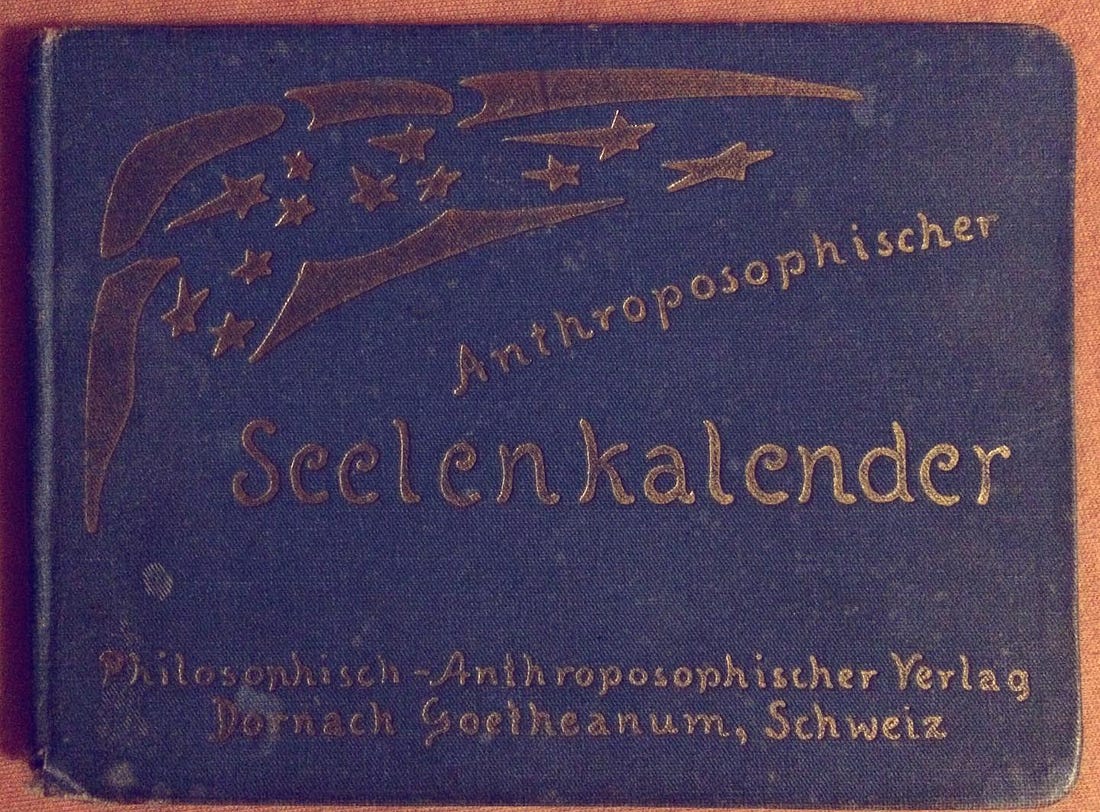 Anthroposophischer
Seelenkalender
Philosophisch-Anthroposophischer Verlag
Dornach Goetheanum, Schweiz